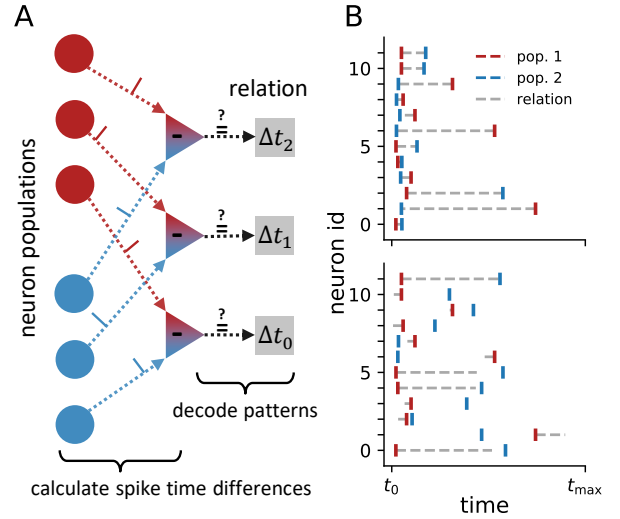 A
neuron populations
relation
-
?
=
Δt₂
-
?
=
Δt₁
-
?
=
Δt₀
decode patterns
calculate spike time differences
B
pop. 1
pop. 2
relation
neuron id
10
5
0
10
5
0
t₀
t_max
time